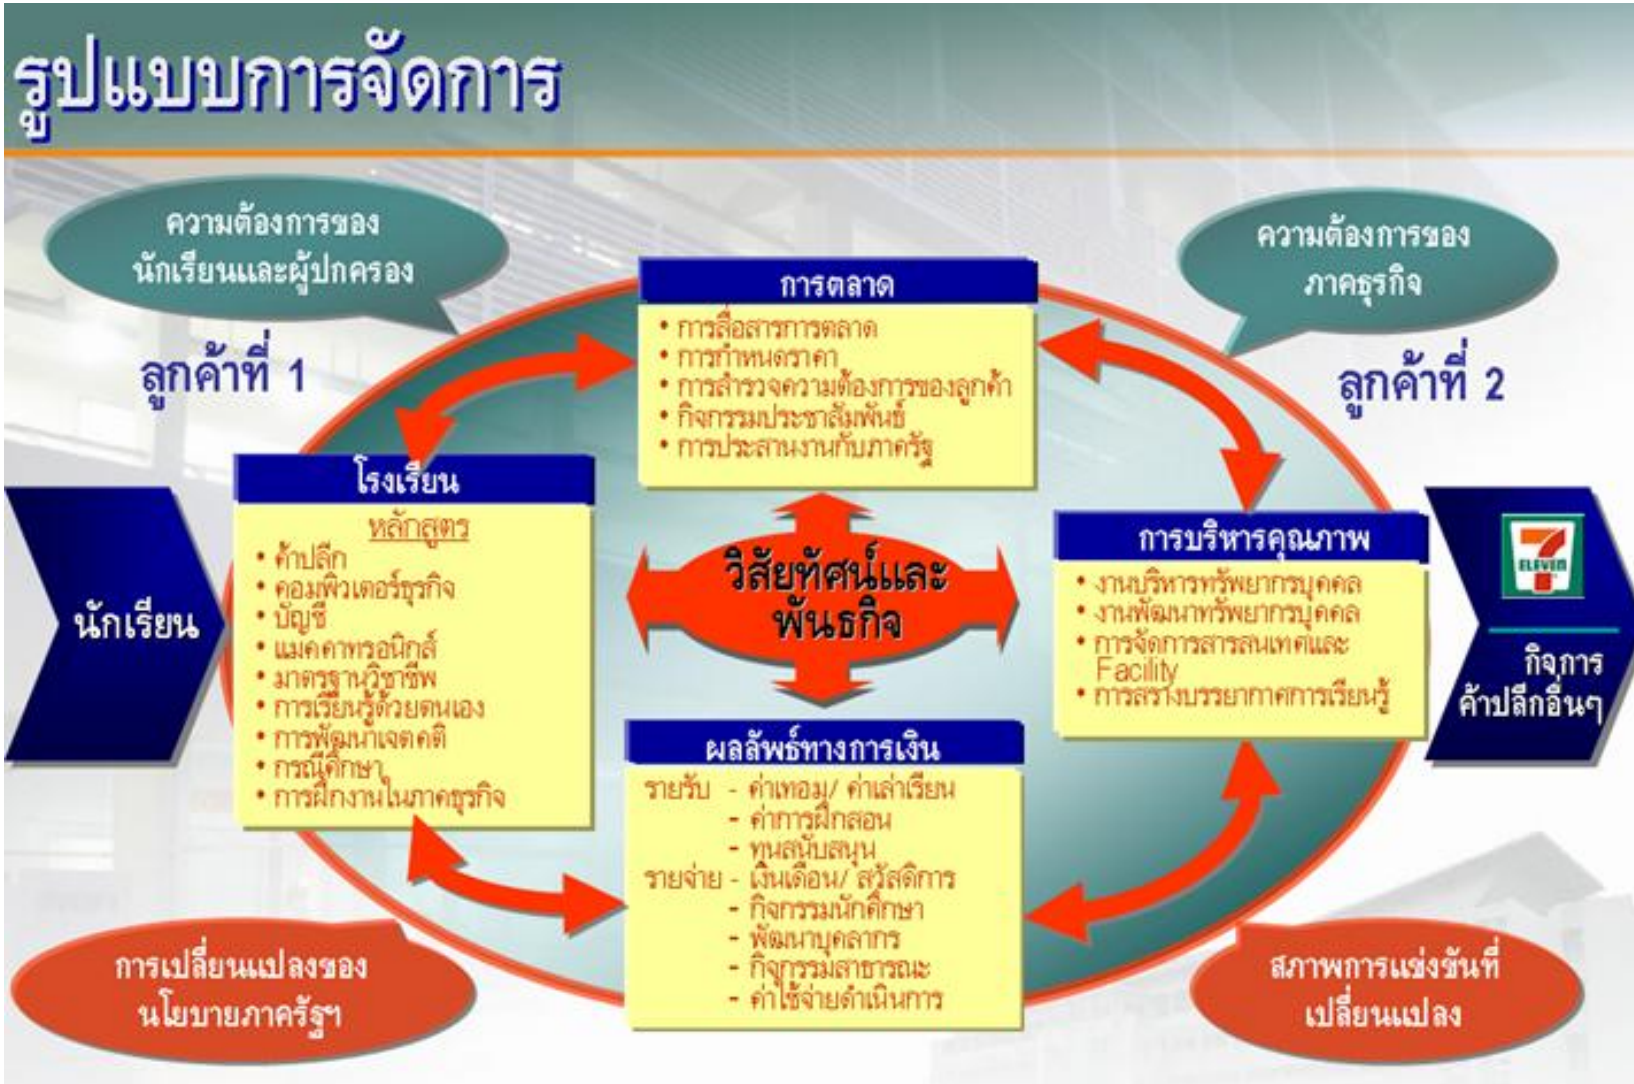 รูปแบบการจัดการ
ความต้องการของ
นักเรียนและผู้ปกครอง
ความต้องการของ
ภาคธุรกิจ
ลูกค้าที่ 1
ลูกค้าที่ 2
การตลาด
• การสื่อสารการตลาด
• การกำหนดราคา
• การสำรวจความต้องการของลูกค้า
• กิจกรรมประชาสัมพันธ์
• การประสานงานกับภาครัฐ
นักเรียน
โรงเรียน
หลักสูตร
• ค้าปลีก
• คอมพิวเตอร์ธุรกิจ
• บัญชี
• แมคคาทรอนิกส์
• มาตรฐานวิชาชีพ
• การเรียนรู้ด้วยตนเอง
• การพัฒนาเจตคติ
• กรณีศึกษา
• การฝึกงานในภาคธุรกิจ
วิสัยทัศน์และ
พันธกิจ
การบริหารคุณภาพ
• งานบริหารทรัพยากรบุคคล
• งานพัฒนาทรัพยากรบุคคล
• การจัดการสารสนเทศและ
Facility
• การสร้างบรรยากาศการเรียนรู้
7
ELEVEN
กิจการ
ค้าปลีกอื่นๆ
ผลลัพธ์ทางการเงิน
รายรับ - ค่าเทอม/ ค่าเล่าเรียน
- ค่าการฝึกสอน
- ทุนสนับสนุน
รายจ่าย - เงินเดือน/ สวัสดิการ
- กิจกรรมนักศึกษา
- พัฒนาบุคลากร
- กิจกรรมสาธารณะ
- ค่าใช้จ่ายดำเนินการ
การเปลี่ยนแปลงของ
นโยบายภาครัฐฯ
สภาพการแข่งขันที่
เปลี่ยนแปลง